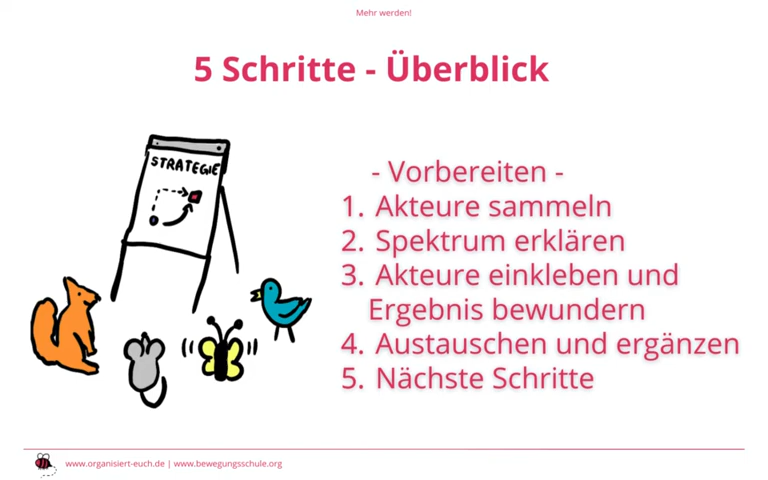 Mehr werden!
5 Schritte - Überblick
STRATEGIE
- Vorbereiten -
1. Akteure sammeln
2. Spektrum erklären
3. Akteure einkleben und
Ergebnis bewundern
4. Austauschen und ergänzen
5. Nächste Schritte
www.organisiert-euch.de | www.bewegungsschule.org